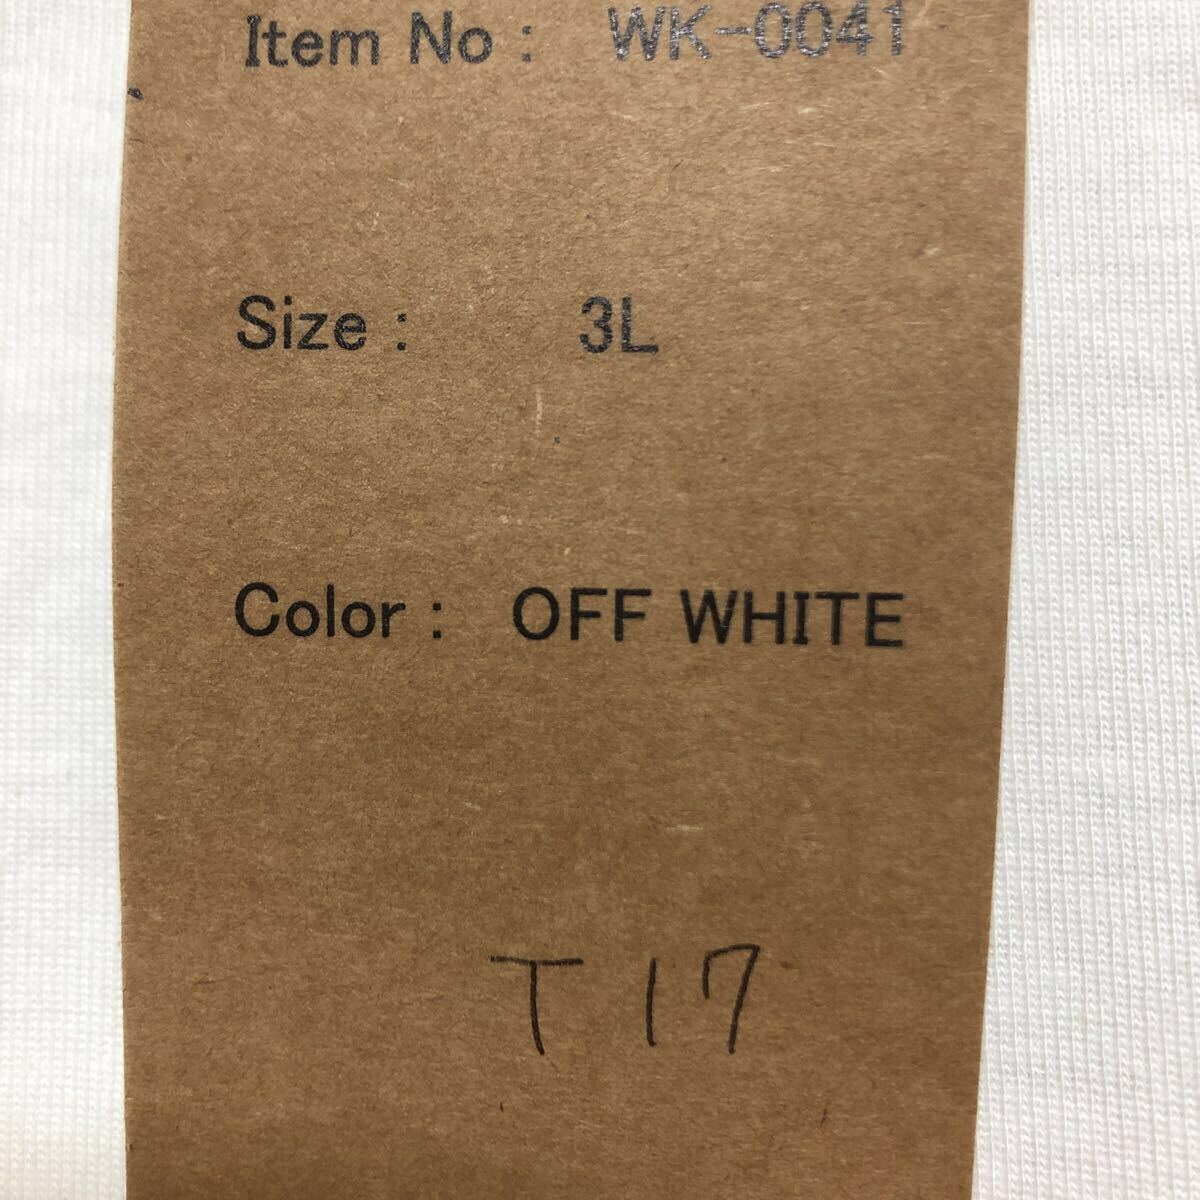 Item No : WK-0041
Size : 3L
Color : OFF WHITE
T17